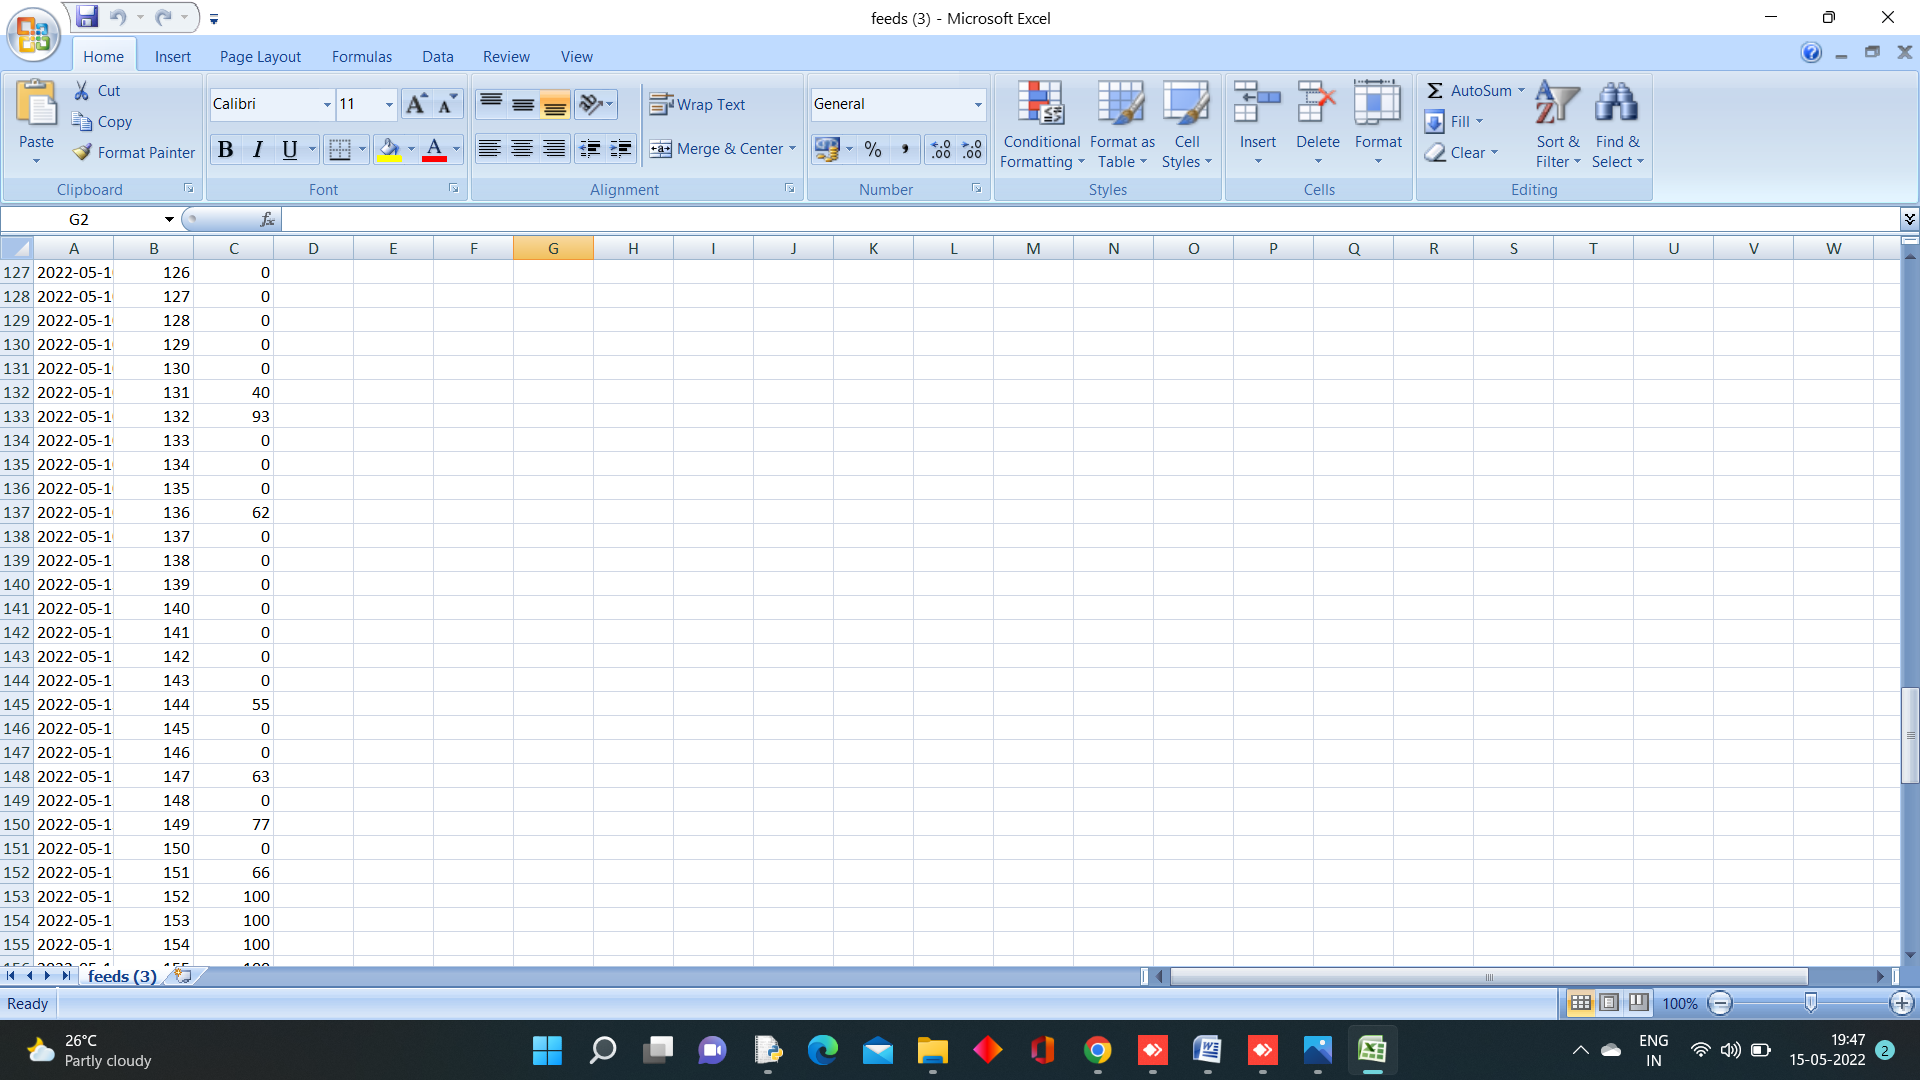 feeds (3) - Microsoft Excel
Home Insert Page Layout Formulas Data Review View
Paste
Cut
Copy
Format Painter
Clipboard
Calibri 11
B I U
Font
Wrap Text
Merge & Center
Alignment
General
Number
Conditional Formatting
Format as Table
Cell Styles
Styles
Insert Delete Format
Cells
AutoSum
Fill
Clear
Sort & Filter
Find & Select
Editing
G2
A B C D E F G H I J K L M N O P Q R S T U V W
127 2022-05-1 126 0
128 2022-05-1 127 0
129 2022-05-1 128 0
130 2022-05-1 129 0
131 2022-05-1 130 0
132 2022-05-1 131 40
133 2022-05-1 132 93
134 2022-05-1 133 0
135 2022-05-1 134 0
136 2022-05-1 135 0
137 2022-05-1 136 62
138 2022-05-1 137 0
139 2022-05-1 138 0
140 2022-05-1 139 0
141 2022-05-1 140 0
142 2022-05-1 141 0
143 2022-05-1 142 0
144 2022-05-1 143 0
145 2022-05-1 144 55
146 2022-05-1 145 0
147 2022-05-1 146 0
148 2022-05-1 147 63
149 2022-05-1 148 0
150 2022-05-1 149 77
151 2022-05-1 150 0
152 2022-05-1 151 66
153 2022-05-1 152 100
154 2022-05-1 153 100
155 2022-05-1 154 100
feeds (3)
Ready
100%
26°C
Partly cloudy
ENG
IN
19:47
15-05-2022
2